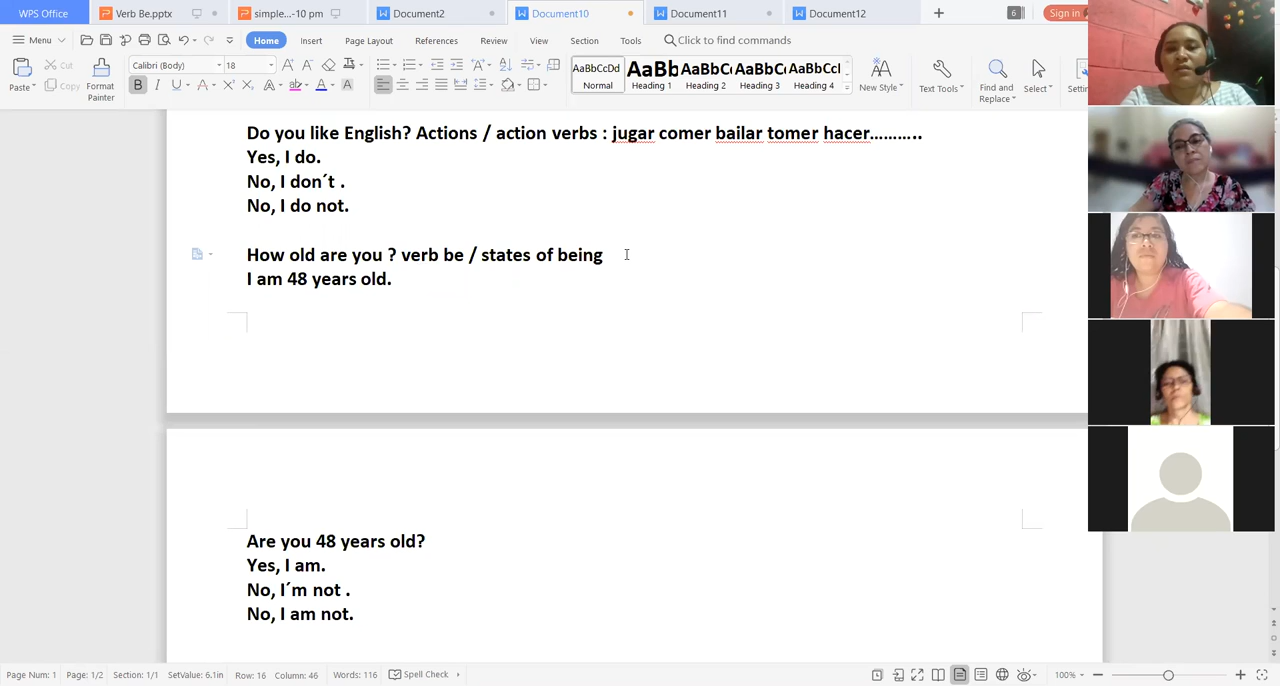 WPS Office
Verb Be.pptx
simple...-10 pm
Document2
Document10
Document11
Document12
6
Sign in
Menu
Home
Insert
Page Layout
References
Review
View
Section
Tools
Click to find commands
Paste
Cut
Copy
Format
Painter
Calibri (Body)
18
AaBbCcDd
Normal
AaBb
Heading 1
AaBbC
Heading 2
AaBbC
Heading 3
AaBbCcl
Heading 4
New Style
Text Tools
Find and
Replace
Select
Do you like English? Actions / action verbs : jugar comer bailar tomer hacer...........
Yes, I do.
No, I don´t .
No, I do not.
How old are you ? verb be / states of being
I am 48 years old.
Are you 48 years old?
Yes, I am.
No, I´m not .
No, I am not.
Page Num: 1 Page: 1/2 Section: 1/1 SetValue: 6.1in Row: 16 Column: 46 Words: 116 Spell Check 100%